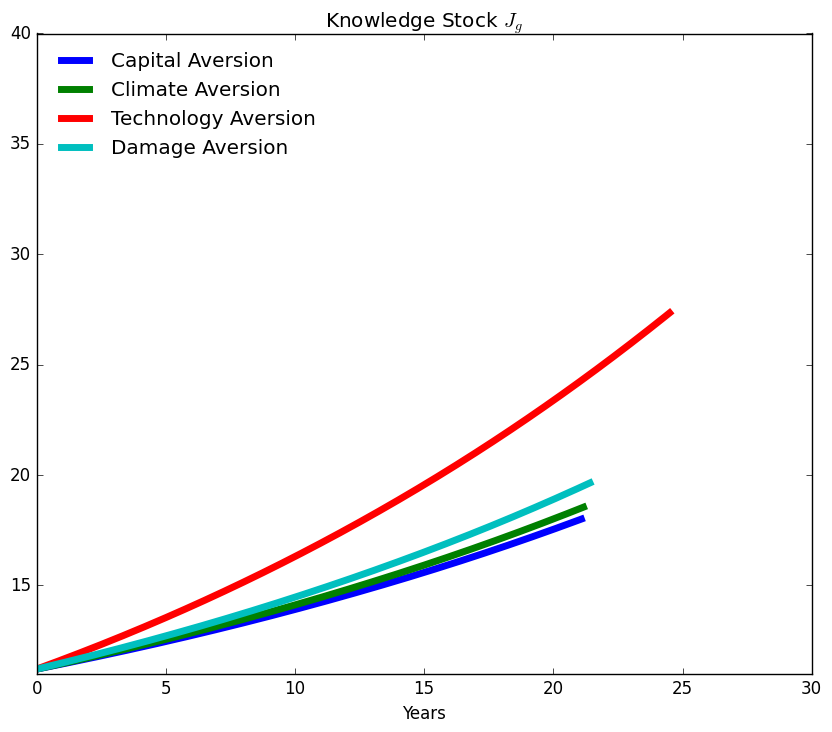 Knowledge Stock $J_g$
40
35
30
25
20
15
Capital Aversion
Climate Aversion
Technology Aversion
Damage Aversion
0 5 10 15 20 25 30
Years